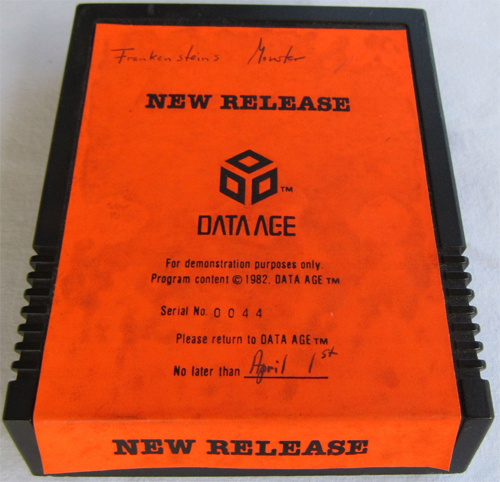 Frankenstein's Monster
NEW RELEASE
TM
DATA AGE
For demonstration purposes only.
Program content © 1982. DATA AGE TM
Serial No. 0044
Please return to DATA AGE TM
No later than April 1st
NEW RELEASE